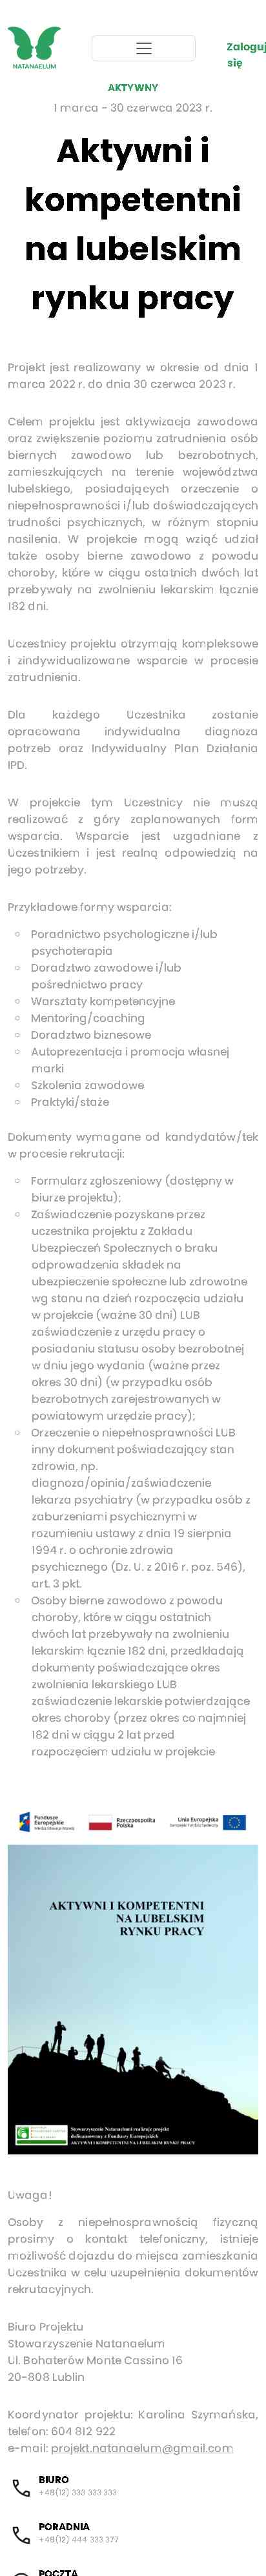 NATANAELUM
Zaloguj
się
AKTYWNY
1 marca - 30 czerwca 2023 r.
Aktywni i
kompetentni
na lubelskim
rynku pracy
Projekt jest realizowany w okresie od dnia 1
marca 2022 r. do dnia 30 czerwca 2023 r.
Celem projektu jest aktywizacja zawodowa
oraz zwiększenie poziomu zatrudnienia osób
biernych zawodowo lub bezrobotnych,
zamieszkujących na terenie województwa
lubelskiego, posiadających orzeczenie o
niepełnosprawności i/lub doświadczających
trudności psychicznych, w różnym stopniu
nasilenia. W projekcie mogą wziąć udział
także osoby bierne zawodowo z powodu
choroby, które w ciągu ostatnich dwóch lat
przebywały na zwolnieniu lekarskim łącznie
182 dni.
Uczestnicy projektu otrzymają kompleksowe
i zindywidualizowane wsparcie w procesie
zatrudnienia.
Dla każdego Uczestnika zostanie
opracowana indywidualna diagnoza
potrzeb oraz Indywidualny Plan Działania
IPD.
W projekcie tym Uczestnicy nie muszą
realizować z góry zaplanowanych form
wsparcia. Wsparcie jest uzgadniane z
Uczestnikiem i jest realną odpowiedzią na
jego potrzeby.
Przykładowe formy wsparcia:
Poradnictwo psychologiczne i/lub
psychoterapia
Doradztwo zawodowe i/lub
pośrednictwo pracy
Warsztaty kompetencyjne
Mentoring/coaching
Doradztwo biznesowe
Autoprezentacja i promocja własnej
marki
Szkolenia zawodowe
Praktyki/staże
Dokumenty wymagane od kandydatów/tek
w procesie rekrutacji:
Formularz zgłoszeniowy (dostępny w
biurze projektu);
Zaświadczenie pozyskane przez
uczestnika projektu z Zakładu
Ubezpieczeń Społecznych o braku
odprowadzenia składek na
ubezpieczenie społeczne lub zdrowotne
wg stanu na dzień rozpoczęcia udziału
w projekcie (ważne 30 dni) LUB
zaświadczenie z urzędu pracy o
posiadaniu statusu osoby bezrobotnej
w dniu jego wydania (ważne przez
okres 30 dni) (w przypadku osób
bezrobotnych zarejestrowanych w
powiatowym urzędzie pracy);
Orzeczenie o niepełnosprawności LUB
inny dokument poświadczający stan
zdrowia, np.
diagnoza/opinia/zaświadczenie
lekarza psychiatry (w przypadku osób z
zaburzeniami psychicznymi w
rozumieniu ustawy z dnia 19 sierpnia
1994 r. o ochronie zdrowia
psychicznego (Dz. U. z 2016 r. poz. 546),
art. 3 pkt.
Osoby bierne zawodowo z powodu
choroby, które w ciągu ostatnich
dwóch lat przebywały na zwolnieniu
lekarskim łącznie 182 dni, przedkładają
dokumenty poświadczające okres
zwolnienia lekarskiego LUB
zaświadczenie lekarskie potwierdzające
okres choroby (przez okres co najmniej
182 dni w ciągu 2 lat przed
rozpoczęciem udziału w projekcie
Fundusze
Europejskie
Wiedza Edukacja Rozwój
Rzeczpospolita
Polska
Unia Europejska
Europejski Fundusz Społeczny
AKTYWNI I KOMPETENTNI
NA LUBELSKIM
RYNKU PRACY
Stowarzyszenie Natanaelum realizuje projekt
dofinansowany z Funduszy Europejskich
AKTYWNI I KOMPETENTNI NA LUBELSKIM RYNKU PRACY
Uwaga!
Osoby z niepełnosprawnością fizyczną
prosimy o kontakt telefoniczny, istnieje
możliwość dojazdu do miejsca zamieszkania
Uczestnika w celu uzupełnienia dokumentów
rekrutacyjnych.
Biuro Projektu
Stowarzyszenie Natanaelum
Ul. Bohaterów Monte Cassino 16
20-808 Lublin
Koordynator projektu: Karolina Szymańska,
telefon: 604 812 922
e-mail: projekt.natanaelum@gmail.com
BIURO
+48(12) 333 333 333
PORADNIA
+48(12) 444 333 377
POCZTA